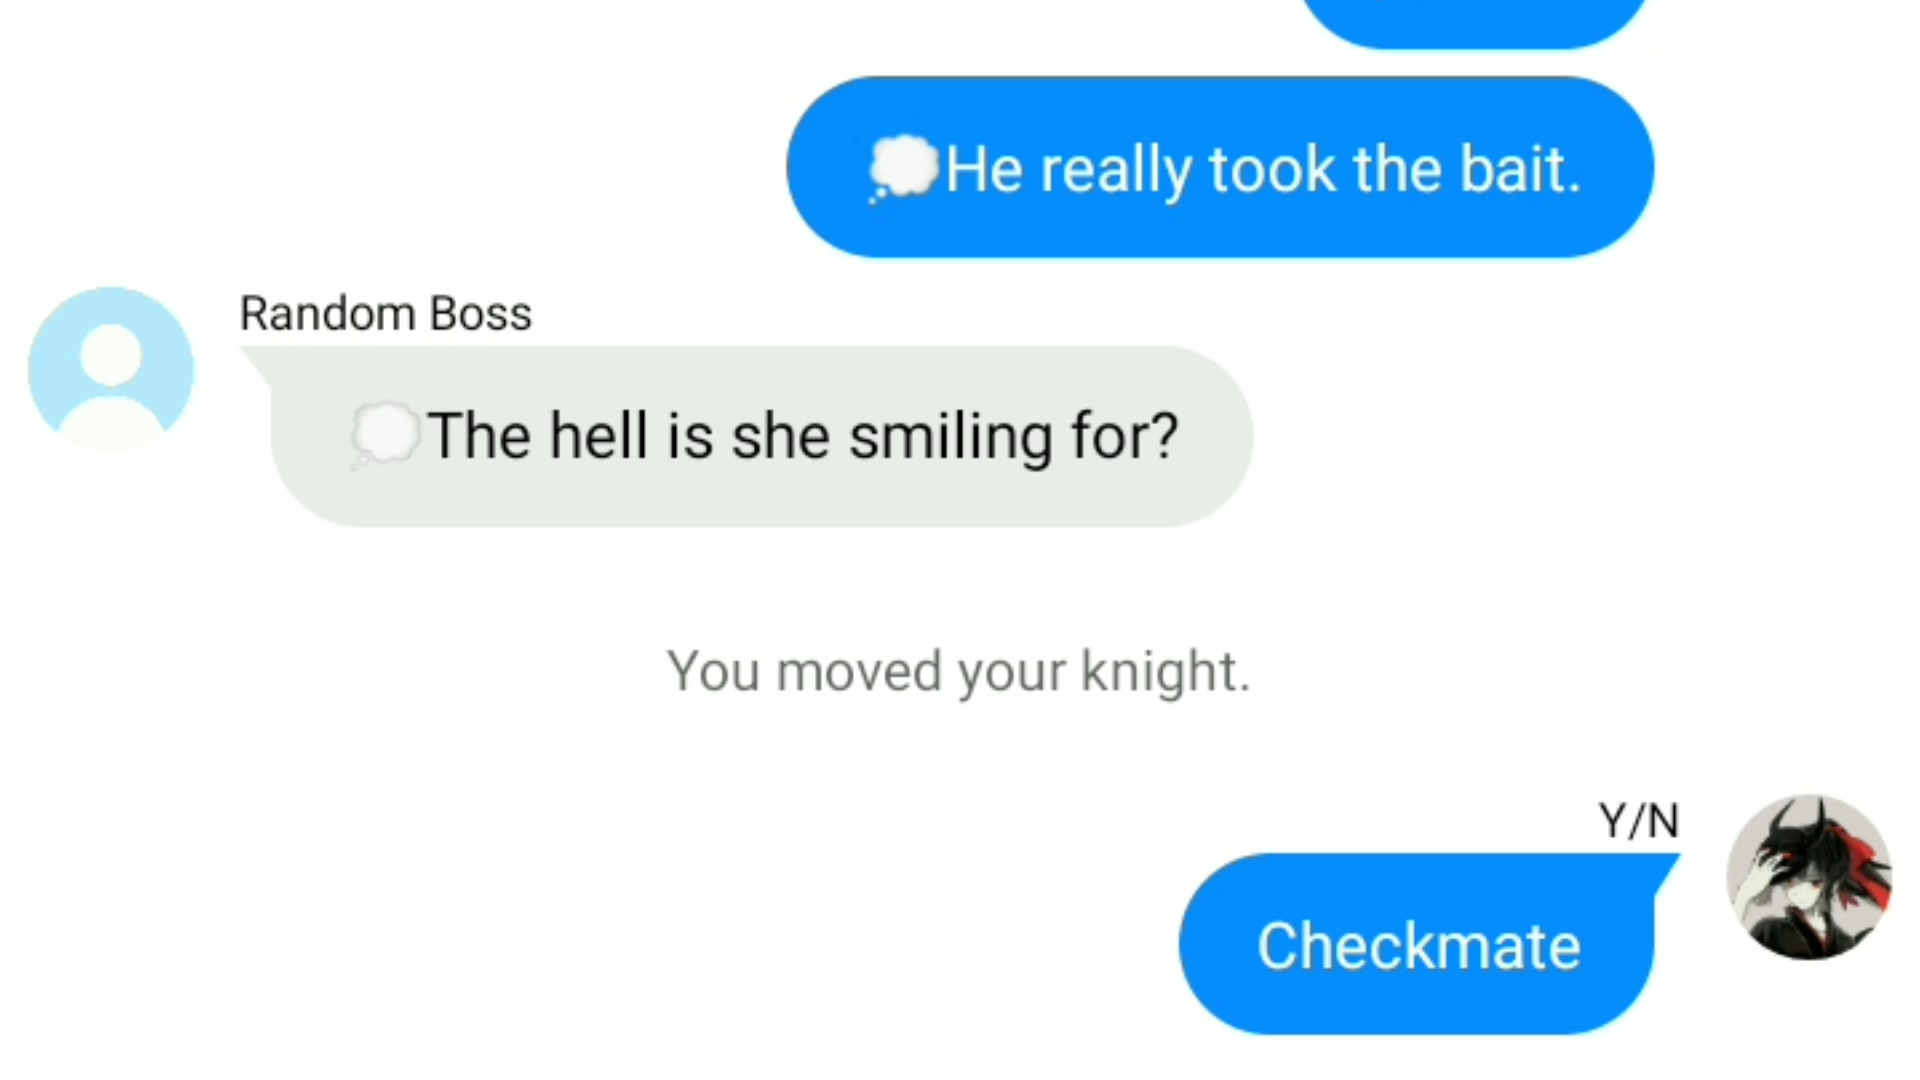 💭He really took the bait.
Random Boss
💭The hell is she smiling for?
You moved your knight.
Y/N
Checkmate